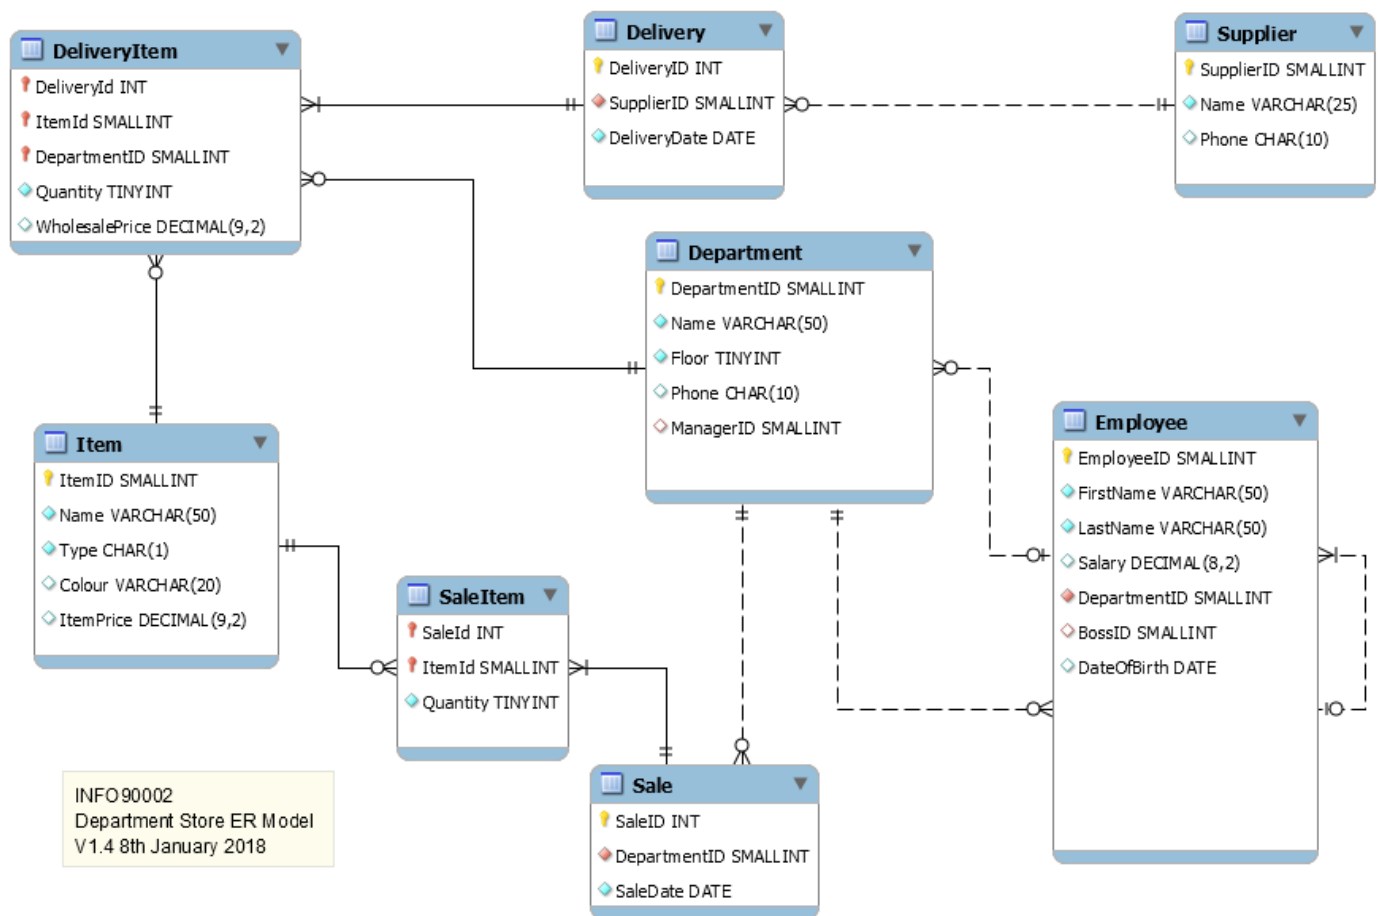 DeliveryItem
DeliveryId INT
ItemId SMALLINT
DepartmentID SMALLINT
Quantity TINYINT
WholesalePrice DECIMAL(9,2)
Delivery
DeliveryID INT
SupplierID SMALLINT
DeliveryDate DATE
Supplier
SupplierID SMALLINT
Name VARCHAR(25)
Phone CHAR(10)
Department
DepartmentID SMALLINT
Name VARCHAR(50)
Floor TINYINT
Phone CHAR(10)
ManagerID SMALLINT
Employee
EmployeeID SMALLINT
FirstName VARCHAR(50)
LastName VARCHAR(50)
Salary DECIMAL(8,2)
DepartmentID SMALLINT
BossID SMALLINT
DateOfBirth DATE
Item
ItemID SMALLINT
Name VARCHAR(50)
Type CHAR(1)
Colour VARCHAR(20)
ItemPrice DECIMAL(9,2)
SaleItem
SaleId INT
ItemId SMALLINT
Quantity TINYINT
Sale
SaleID INT
DepartmentID SMALLINT
SaleDate DATE
INFO90002
Department Store ER Model
V1.4 8th January 2018